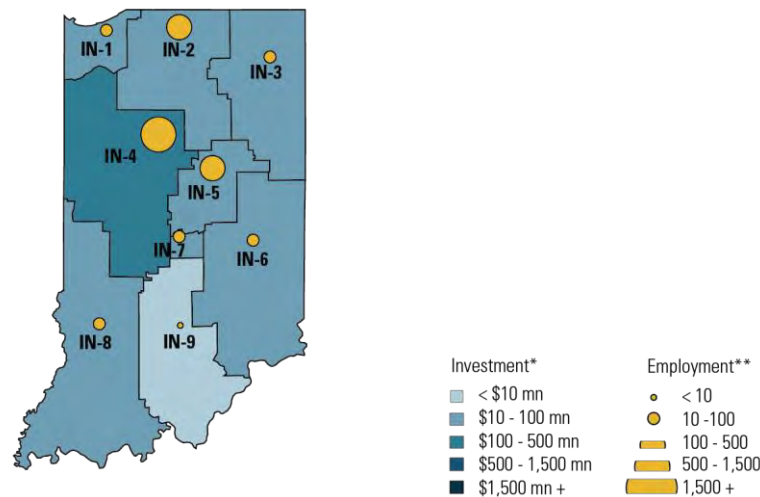 IN-1
IN-2
IN-3
IN-4
IN-5
IN-7
IN-6
IN-8
IN-9
Investment*
< $10 mn
$10 - 100 mn
$100 - 500 mn
$500 - 1,500 mn
$1,500 mn +
Employment**
< 10
10 -100
100 - 500
500 - 1,500
1,500 +